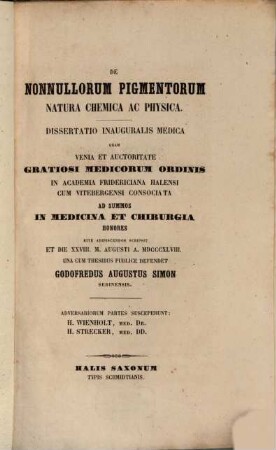 DE
NONNULLORUM PIGMENTORUM
NATURA CHEMICA AC PHYSICA.
DISSERTATIO INAUGURALIS MEDICA
QUAM
VENIA ET AUCTORITATE
GRATIOSI MEDICORUM ORDINIS
IN ACADEMIA FRIDERICIANA HALENSI
CUM VITEBERGENSI CONSOCIATA
AD SUMMOS
IN MEDICINA ET CHIRURGIA
HONORES
RITE ADIPISCENDOS SCRIPSIT
ET DIE XXVIII. M. AUGUSTI A. MDCCCXLVIII.
UNA CUM THESIBUS PUBLICE DEFENDET
GODOFREDUS AUGUSTUS SIMON
ADVERSARIORUM PARTES SUSCEPERUNT:
H. WIENHOLT, MED. DR.
H. STRECKER, MED. DD.
HALIS SAXONUM
TYPIS SCHMIDTIANIS.